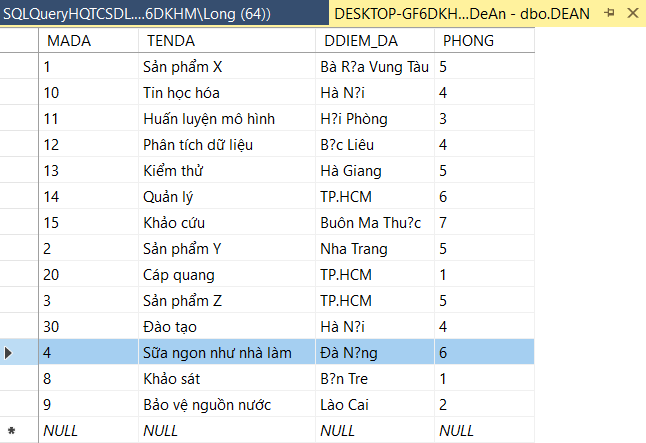 SQLQueryHQTCSDL....6DKHM\Long (64)) DESKTOP-GF6DKH...DeAn - dbo.DEAN
MADA TENDA DDIEM_DA PHONG
1 Sản phẩm X Bà R?a Vung Tàu 5
10 Tin học hóa Hà N?i 4
11 Huấn luyện mô hình H?i Phòng 3
12 Phân tích dữ liệu B?c Liêu 4
13 Kiểm thử Hà Giang 5
14 Quản lý TP.HCM 6
15 Khảo cứu Buôn Ma Thu?c 7
2 Sản phẩm Y Nha Trang 5
20 Cáp quang TP.HCM 1
3 Sản phẩm Z TP.HCM 5
30 Đào tạo Hà N?i 4
4 Sữa ngon như nhà làm Đà N?ng 6
8 Khảo sát B?n Tre 1
9 Bảo vệ nguồn nước Lào Cai 2
NULL NULL NULL NULL